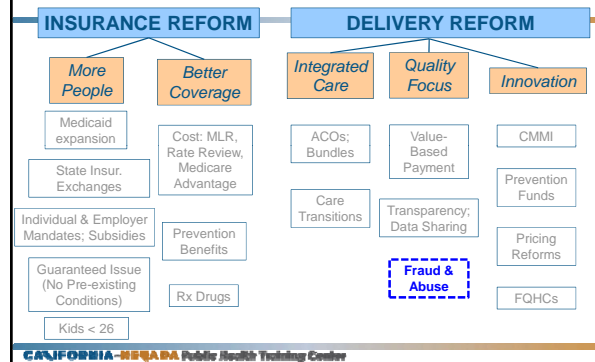 INSURANCE REFORM
DELIVERY REFORM
More
People
Better
Coverage
Integrated
Care
Quality
Focus
Innovation
Medicaid
expansion
State Insur.
Exchanges
Individual & Employer
Mandates; Subsidies
Guaranteed Issue
(No Pre-existing
Conditions)
Kids < 26
Cost: MLR,
Rate Review,
Medicare
Advantage
Prevention
Benefits
Rx Drugs
ACOs;
Bundles
Care
Transitions
Value-
Based
Payment
Transparency;
Data Sharing
Fraud &
Abuse
CMMI
Prevention
Funds
Pricing
Reforms
FQHCs
CALIFORNIA-NEVADA Public Health Training Center